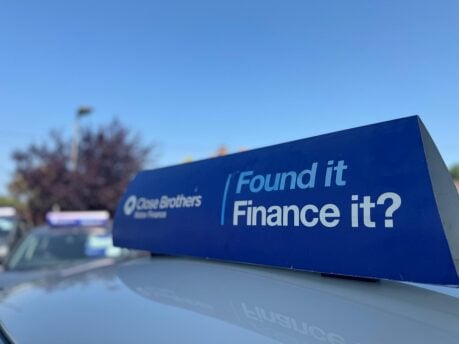 Close Brothers
Motor Finance
Found it
Finance it?